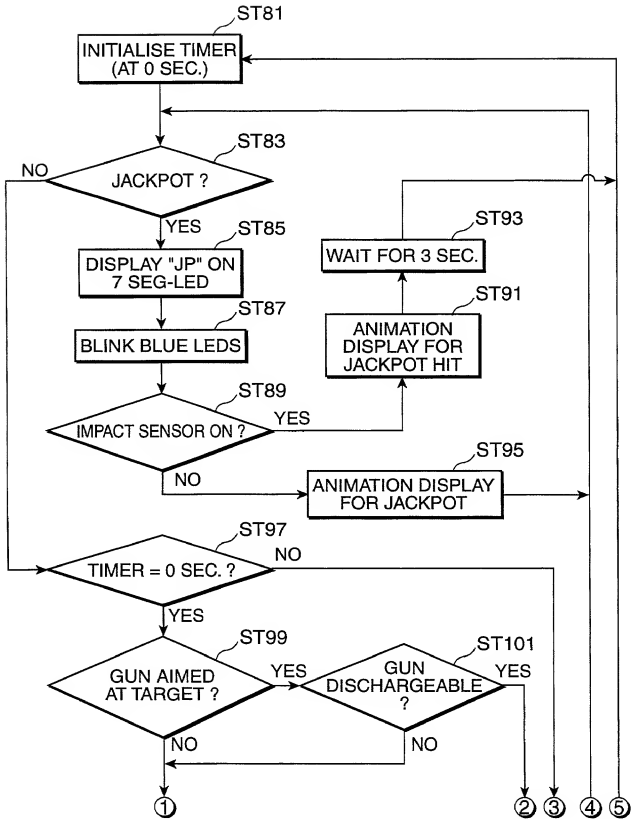 ST81
INITIALISE TIMER
(AT 0 SEC.)
ST83
NO
JACKPOT ?
YES
ST85
DISPLAY "JP" ON
7 SEG-LED
ST87
BLINK BLUE LEDS
ST89
IMPACT SENSOR ON ?
YES
NO
ST93
WAIT FOR 3 SEC.
ST91
ANIMATION
DISPLAY FOR
JACKPOT HIT
ST95
ANIMATION DISPLAY
FOR JACKPOT
ST97
TIMER = 0 SEC. ?
NO
YES
ST99
GUN AIMED
AT TARGET ?
YES
NO
ST101
GUN
DISCHARGEABLE
?
YES
NO
1
2
3
4
5